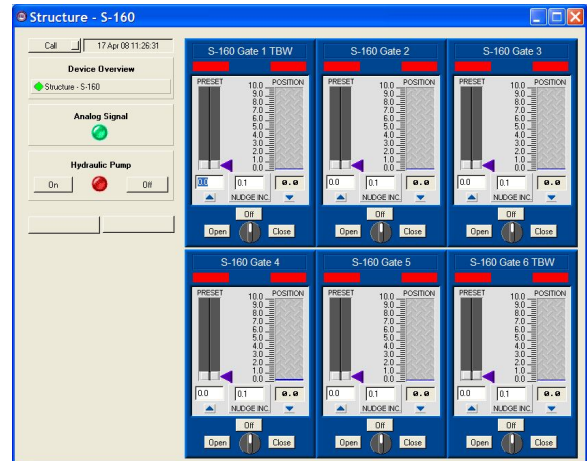 Structure - S-160
Call 17 Apr 08 11:26:31
Device Overview
Structure - S-160
Analog Signal
Hydraulic Pump
On Off
S-160 Gate 1 TBW
PRESET POSITION
10.0
9.0
8.0
7.0
6.0
5.0
4.0
3.0
2.0
1.0
0.0
0.0 0.1 0.0
NUDGE INC.
Off
Open Close
S-160 Gate 2
PRESET POSITION
10.0
9.0
8.0
7.0
6.0
5.0
4.0
3.0
2.0
1.0
0.0
0.0 0.1 0.0
NUDGE INC.
Off
Open Close
S-160 Gate 3
PRESET POSITION
10.0
9.0
8.0
7.0
6.0
5.0
4.0
3.0
2.0
1.0
0.0
0.0 0.1 0.0
NUDGE INC.
Off
Open Close
S-160 Gate 4
PRESET POSITION
10.0
9.0
8.0
7.0
6.0
5.0
4.0
3.0
2.0
1.0
0.0
0.0 0.1 0.0
NUDGE INC.
Off
Open Close
S-160 Gate 5
PRESET POSITION
10.0
9.0
8.0
7.0
6.0
5.0
4.0
3.0
2.0
1.0
0.0
0.0 0.1 0.0
NUDGE INC.
Off
Open Close
S-160 Gate 6 TBW
PRESET POSITION
10.0
9.0
8.0
7.0
6.0
5.0
4.0
3.0
2.0
1.0
0.0
0.0 0.1 0.0
NUDGE INC.
Off
Open Close